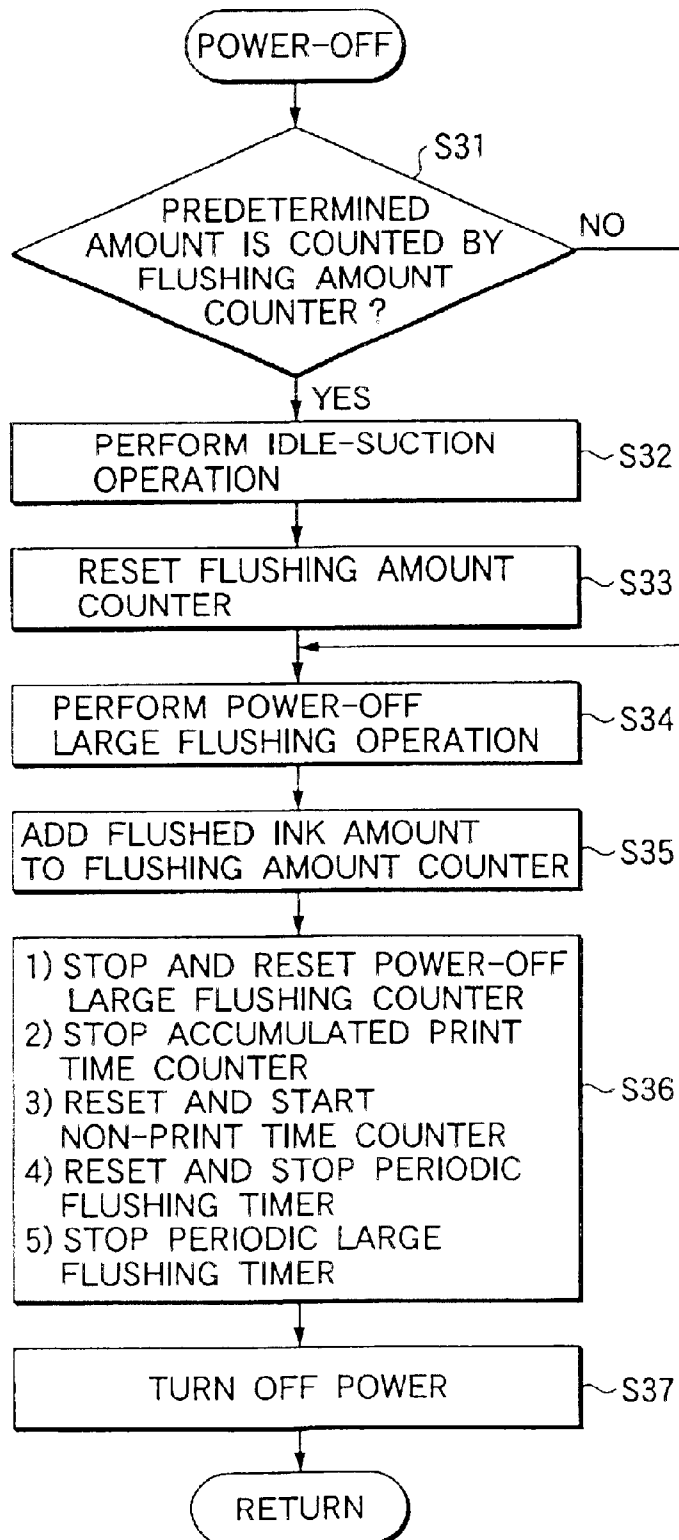 POWER-OFF
S31
PREDETERMINED
AMOUNT IS COUNTED BY
FLUSHING AMOUNT
COUNTER?
NO
YES
PERFORM IDLE-SUCTION
OPERATION
S32
RESET FLUSHING AMOUNT
COUNTER
S33
PERFORM POWER-OFF
LARGE FLUSHING OPERATION
S34
ADD FLUSHED INK AMOUNT
TO FLUSHING AMOUNT COUNTER
S35
1) STOP AND RESET POWER-OFF
LARGE FLUSHING COUNTER
2) STOP ACCUMULATED PRINT
TIME COUNTER
3) RESET AND START
NON-PRINT TIME COUNTER
4) RESET AND STOP PERIODIC
FLUSHING TIMER
5) STOP PERIODIC LARGE
FLUSHING TIMER
S36
TURN OFF POWER
S37
RETURN